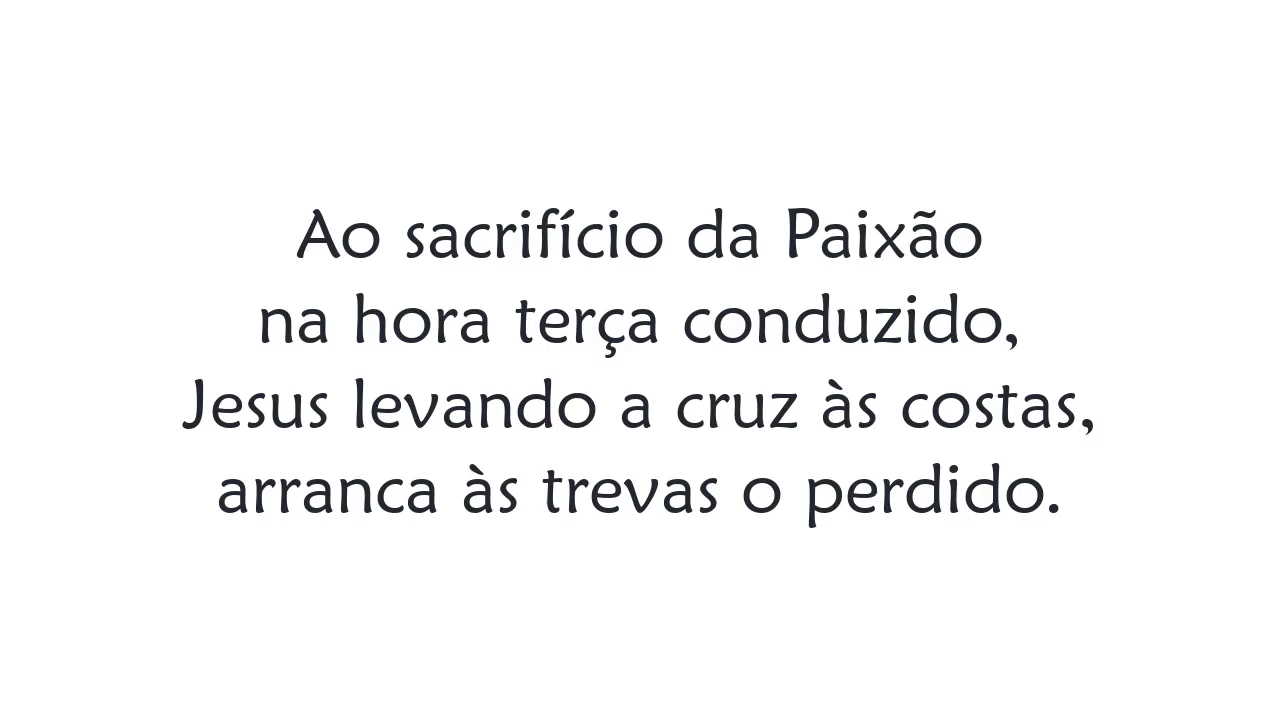 Ao sacrifício da Paixão
na hora terça conduzido,
Jesus levando a cruz às costas,
arranca às trevas o perdido.